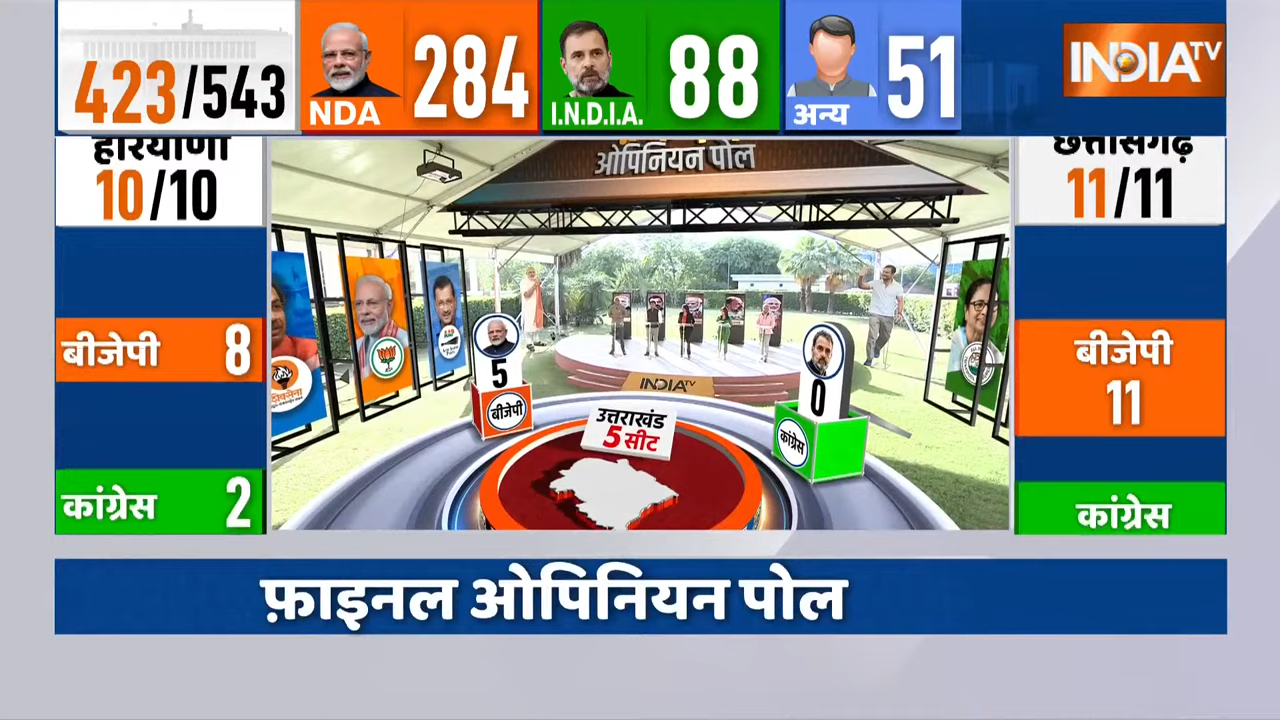 423/543
NDA
284
I.N.D.I.A.
88
अन्य
51
INDIA TV
हरियाणा
10/10
बीजेपी 8
कांग्रेस 2
ओपिनियन पोल
INDIA TV
5
बीजेपी
उत्तराखंड
5 सीट
0
कांग्रेस
छत्तीसगढ़
11/11
बीजेपी
11
कांग्रेस
फ़ाइनल ओपिनियन पोल